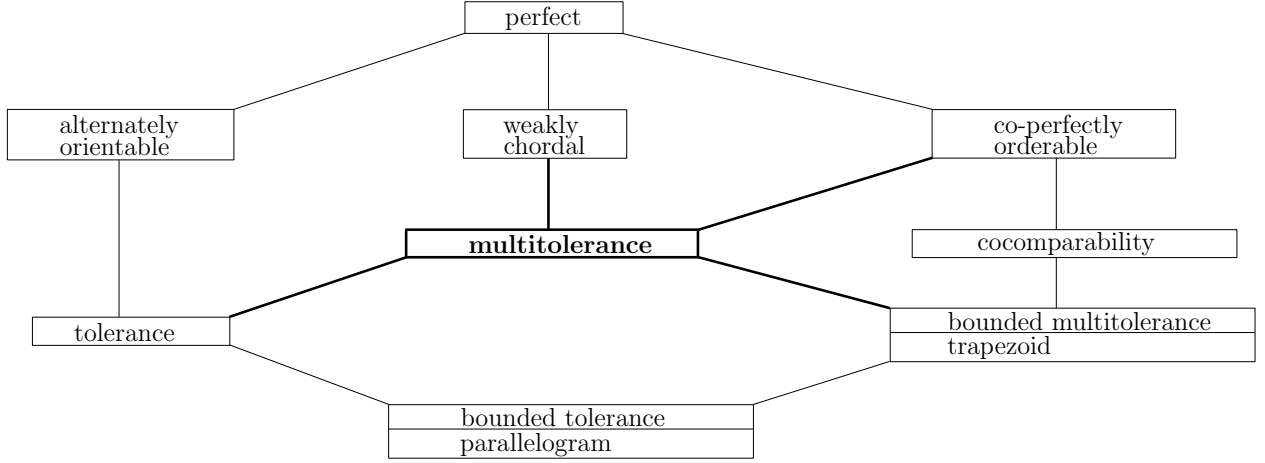 perfect
alternately
orientable
weakly
chordal
co-perfectly
orderable
multitolerance
cocomparability
tolerance
bounded multitolerance
trapezoid
bounded tolerance
parallelogram